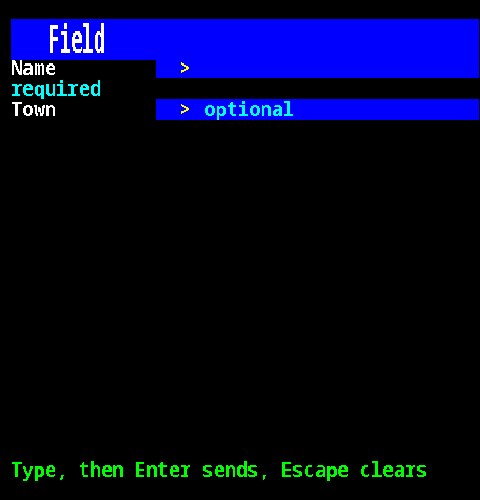 Field
Name >
required
Town > optional
Type, then Enter sends, Escape clears